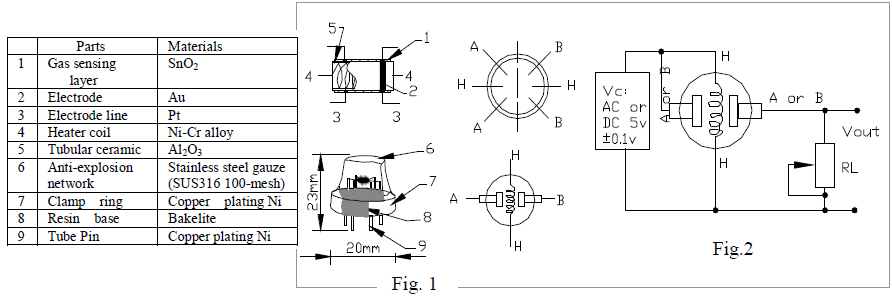 Parts Materials
1 Gas sensing layer SnO2
2 Electrode Au
3 Electrode line Pt
4 Heater coil Ni-Cr alloy
5 Tubular ceramic Al2O3
6 Anti-explosion network Stainless steel gauze (SUS316 100-mesh)
7 Clamp ring Copper plating Ni
8 Resin base Bakelite
9 Tube Pin Copper plating Ni
5
1
4
4
2
3
3
6
23mm
7
8
9
20mm
A
B
H
H
A
B
H
A
B
H
Fig. 1
Vc:
AC or
DC 5v
±0.1v
A or B
H
A or B
H
Vout
RL
Fig.2